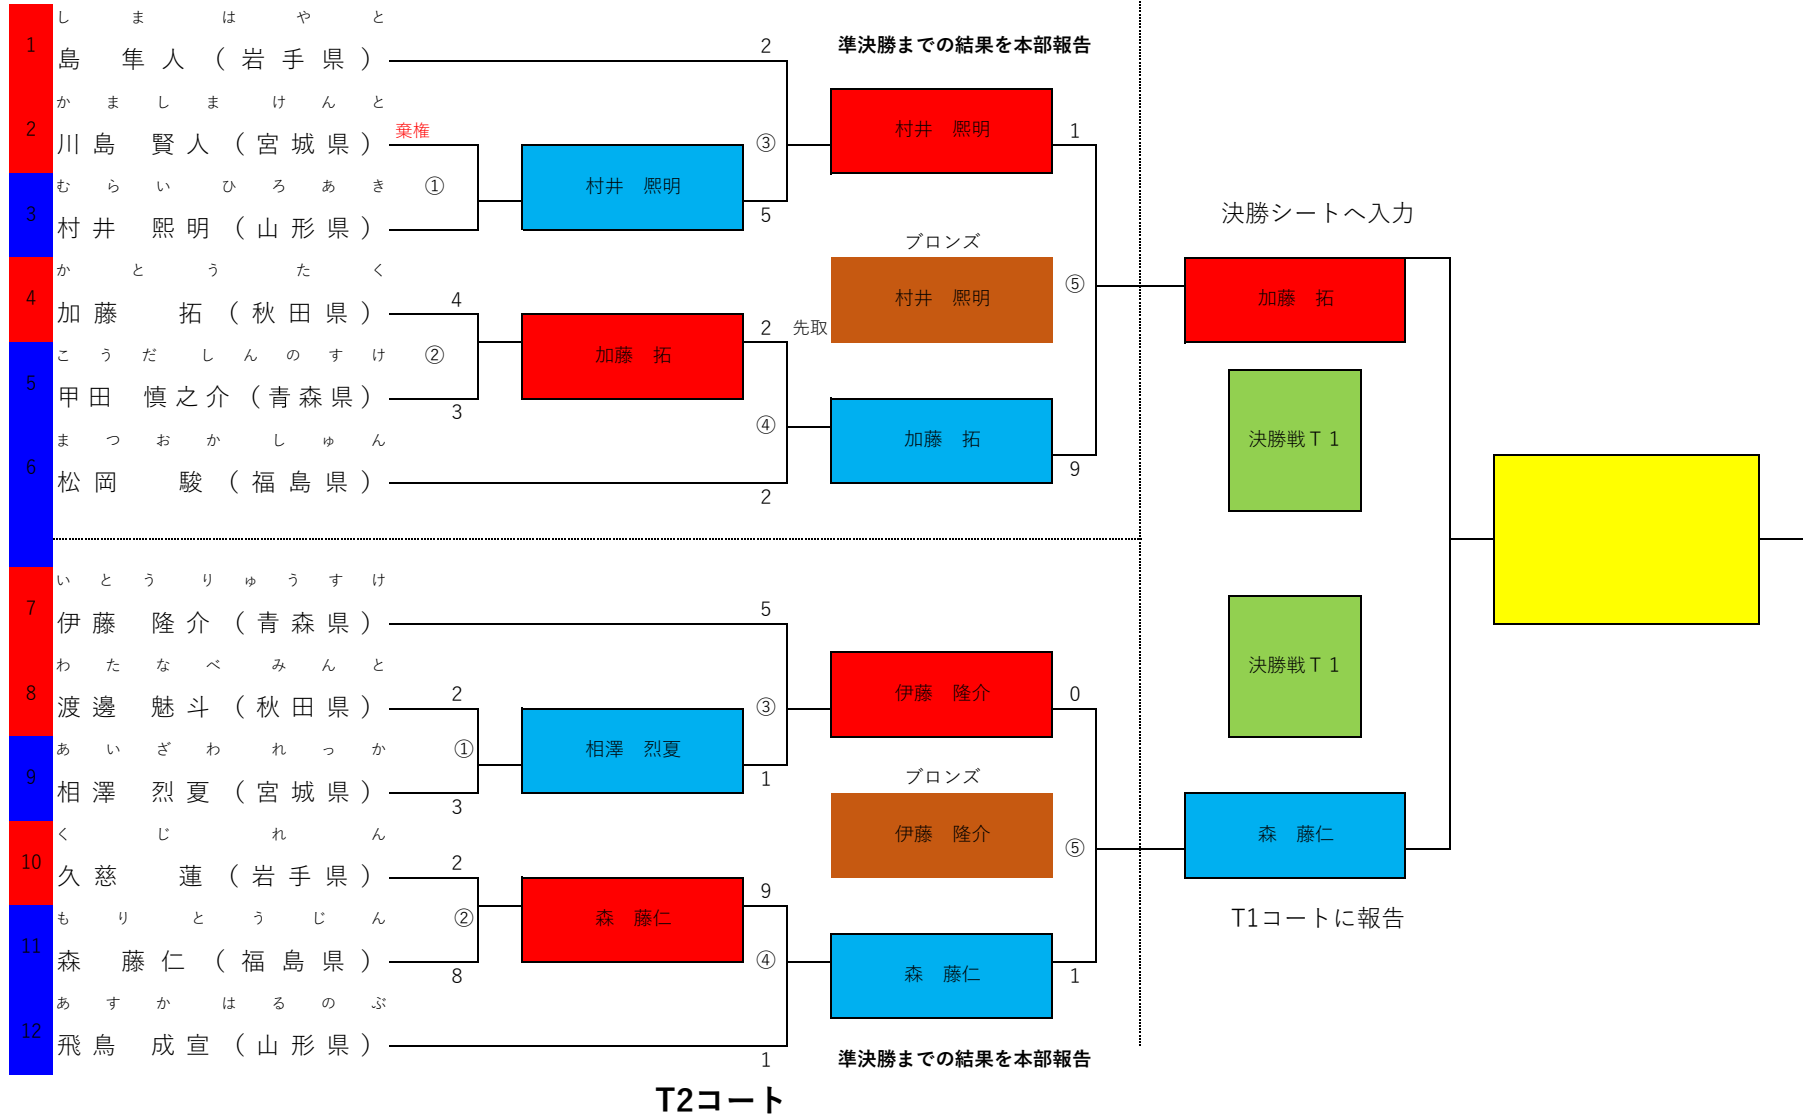 しまはやと
1 島 隼人（岩手県）
2
準決勝までの結果を本部報告
かましまけんと
2 川島 賢人（宮城県）
棄権
③
村井 熙明
1
むらいひろあき
3 村井 熙明（山形県）
①
村井 熙明
5
決勝シートへ入力
ブロンズ
かとうたく
4 加藤 拓（秋田県）
4
村井 熙明
⑤
加藤 拓
2 先取
こうだしんのすけ
5 甲田 慎之介（青森県）
②
加藤 拓
3
まつおかしゅん
6 松岡 駿（福島県）
④
加藤 拓
9
2
決勝戦Ｔ１
いとうりゅうすけ
7 伊藤 隆介（青森県）
5
わたなべみんと
8 渡邊 魅斗（秋田県）
2
③
伊藤 隆介
0
決勝戦Ｔ１
あいざわれっか
9 相澤 烈夏（宮城県）
①
相澤 烈夏
3
1
ブロンズ
くじれん
10 久慈 蓮（岩手県）
2
伊藤 隆介
⑤
森 藤仁
9
もりとうじん
11 森 藤仁（福島県）
②
森 藤仁
8
④
森 藤仁
1
T1コートに報告
あすかはるのぶ
12 飛鳥 成宣（山形県）
1
準決勝までの結果を本部報告
T2コート